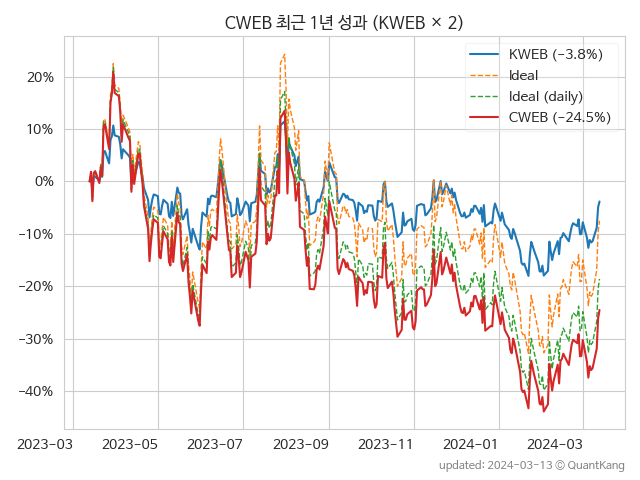 CWEB 최근 1년 성과 (KWEB × 2)
KWEB (−3.8%)
Ideal
Ideal (daily)
CWEB (−24.5%)
20%
10%
0%
−10%
−20%
−30%
−40%
2023-03 2023-05 2023-07 2023-09 2023-11 2024-01 2024-03
updated: 2024-03-13 ⓒ QuantKang